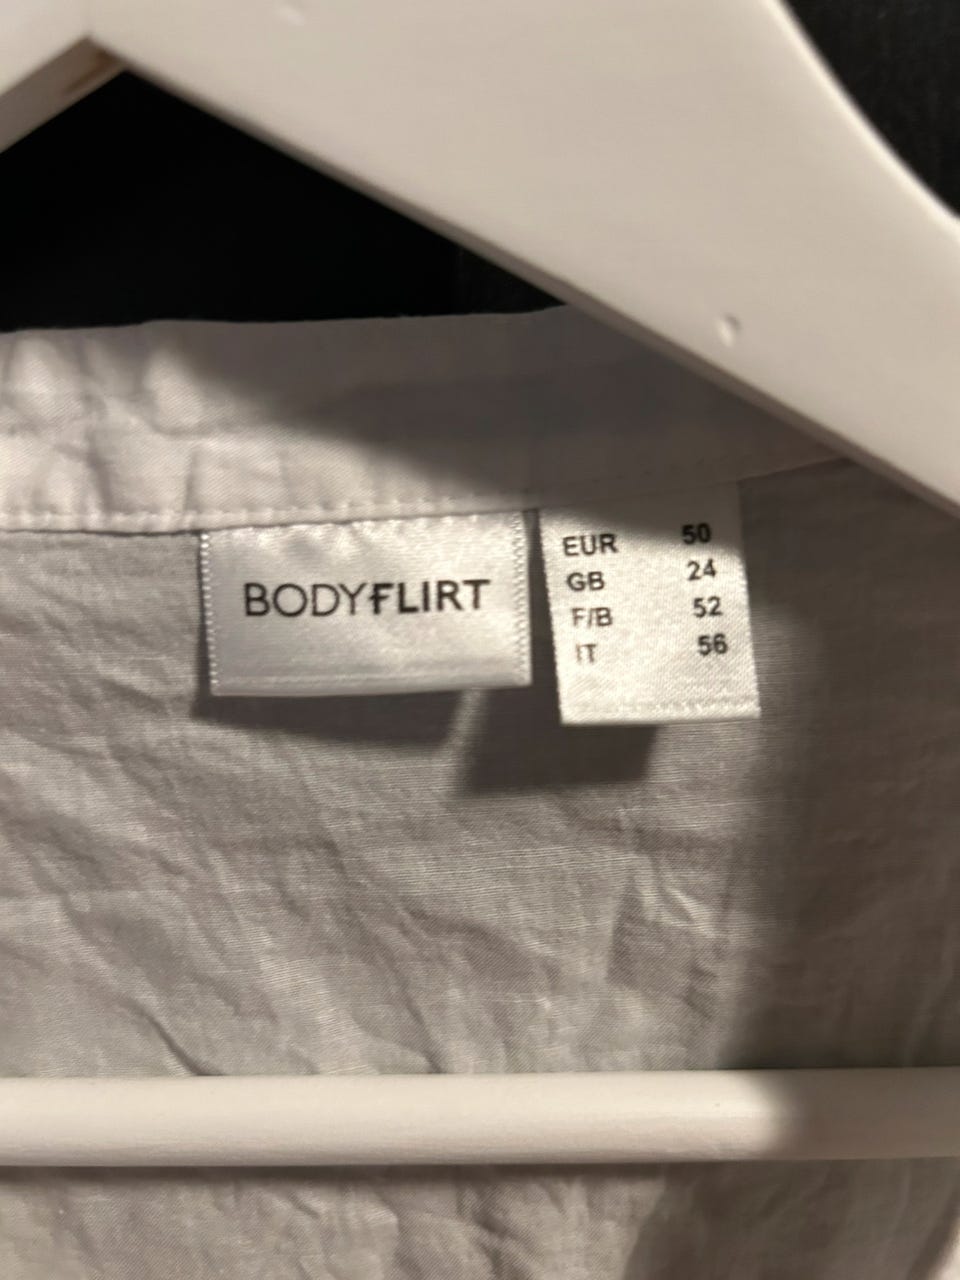 BODYFLIRT
EUR 50
GB 24
F/B 52
IT 56